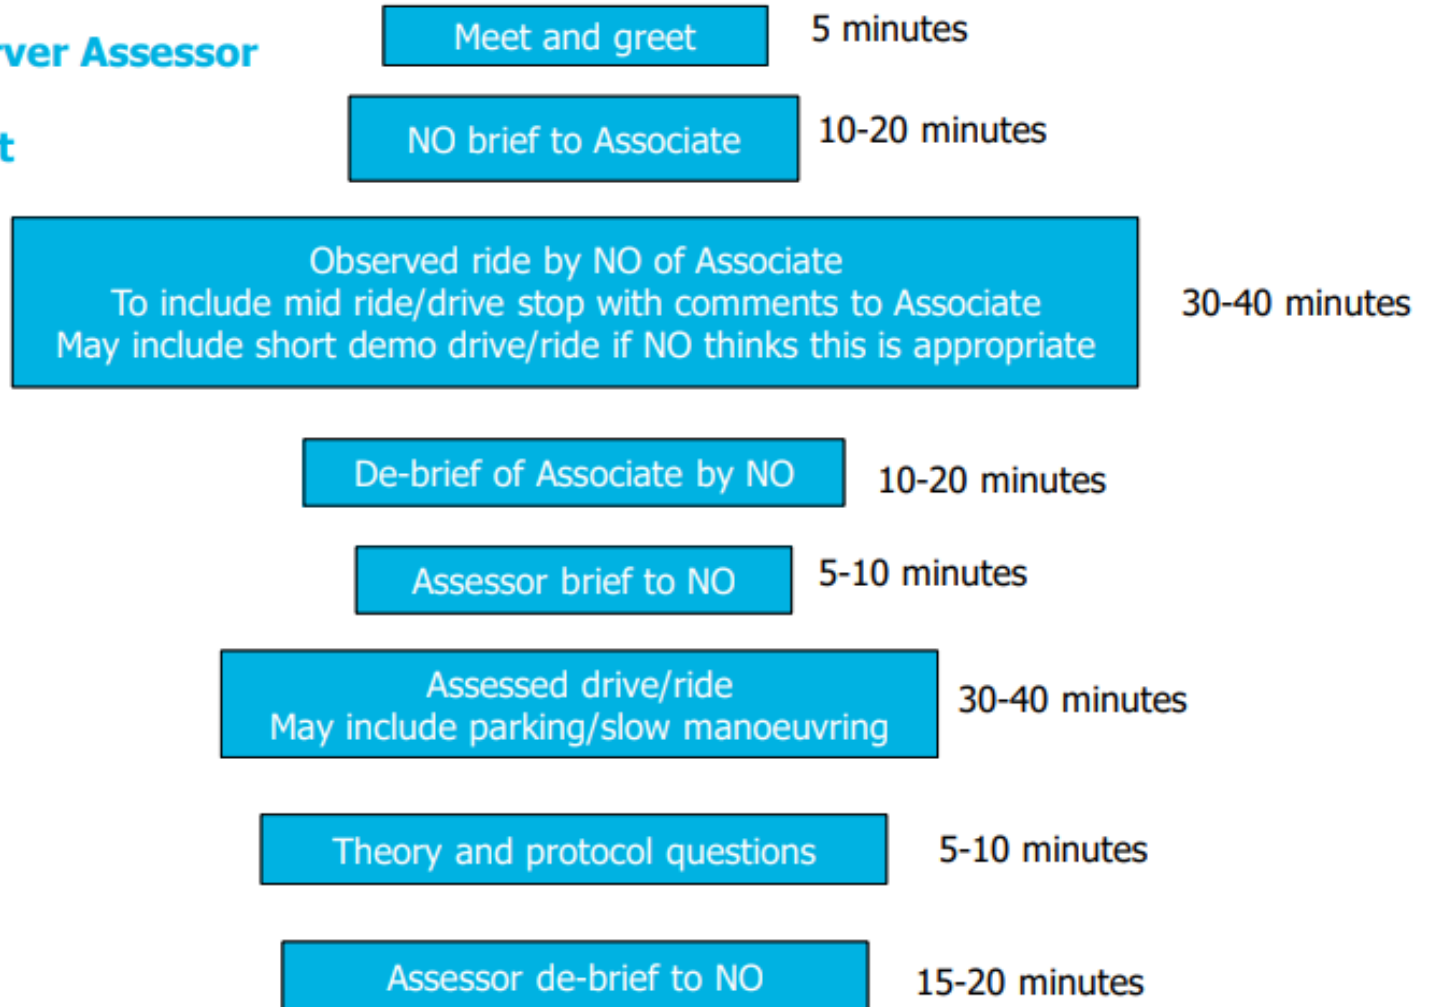 Meet and greet
5 minutes
rver Assessor
NO brief to Associate
10-20 minutes
t
Observed ride by NO of Associate
To include mid ride/drive stop with comments to Associate
May include short demo drive/ride if NO thinks this is appropriate
30-40 minutes
De-brief of Associate by NO
10-20 minutes
Assessor brief to NO
5-10 minutes
Assessed drive/ride
May include parking/slow manoeuvring
30-40 minutes
Theory and protocol questions
5-10 minutes
Assessor de-brief to NO
15-20 minutes